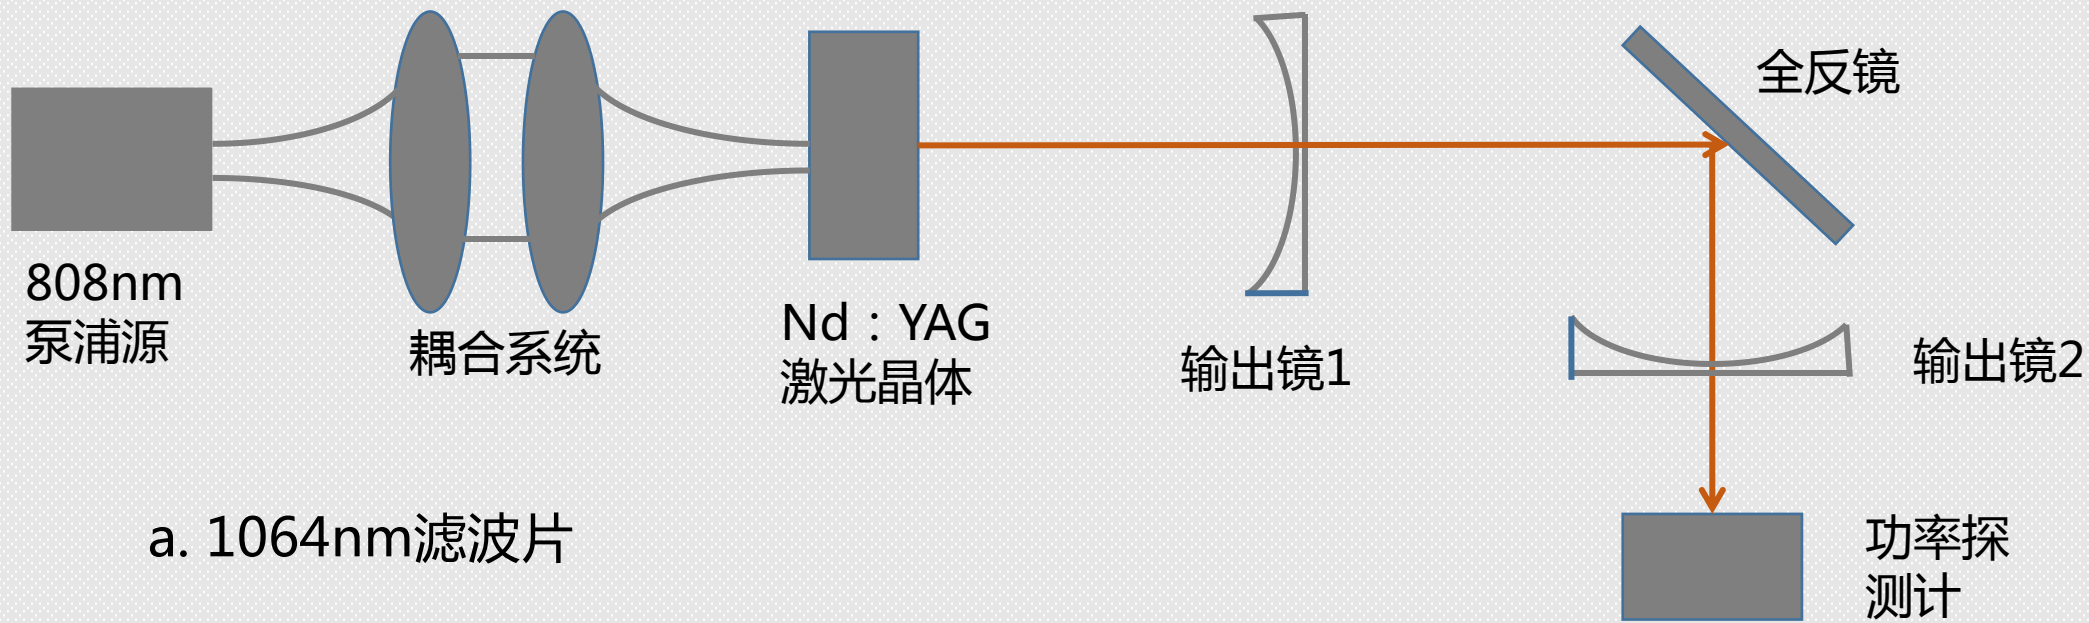 全反镜
808nm
泵浦源
耦合系统
Nd：YAG
激光晶体
输出镜1
输出镜2
a. 1064nm滤波片
功率探
测计